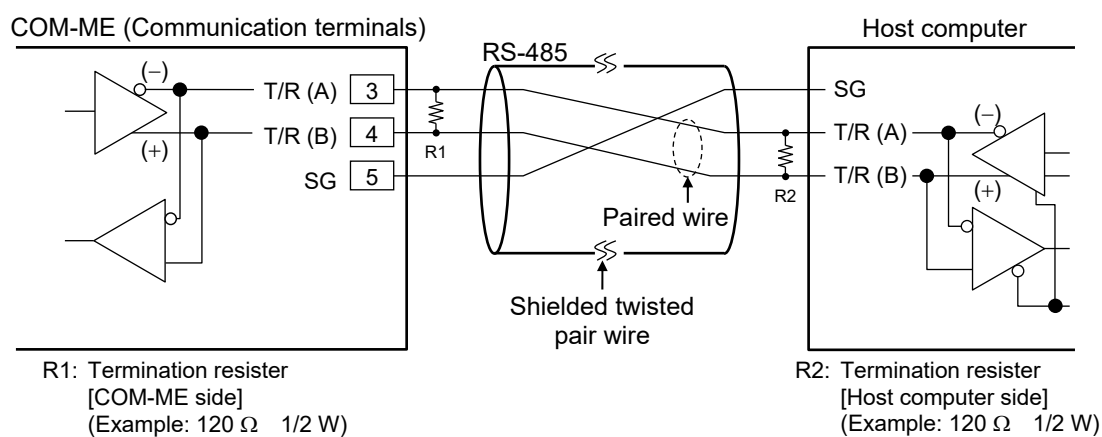 COM-ME (Communication terminals)
Host computer
RS-485
(−)
T/R (A) 3
SG
T/R (B) 4
R1
T/R (A)
(−)
(+)
SG 5
T/R (B)
R2
(+)
Paired wire
Shielded twisted
pair wire
R1: Termination resister
[COM-ME side]
(Example: 120 Ω 1/2 W)
R2: Termination resister
[Host computer side]
(Example: 120 Ω 1/2 W)